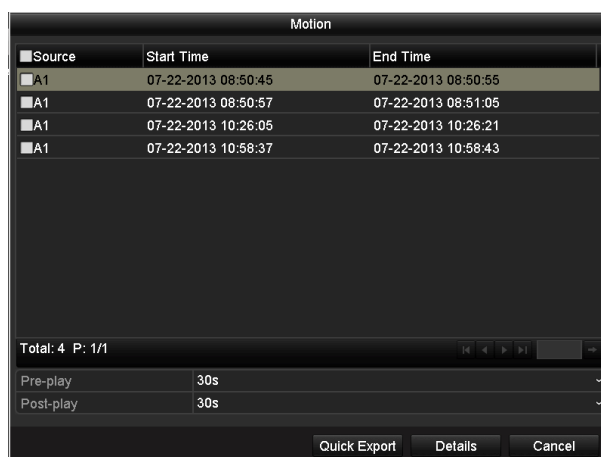 Motion
Source Start Time End Time
A1 07-22-2013 08:50:45 07-22-2013 08:50:55
A1 07-22-2013 08:50:57 07-22-2013 08:51:05
A1 07-22-2013 10:26:05 07-22-2013 10:26:21
A1 07-22-2013 10:58:37 07-22-2013 10:58:43
Total: 4 P: 1/1
Pre-play 30s
Post-play 30s
Quick Export Details Cancel